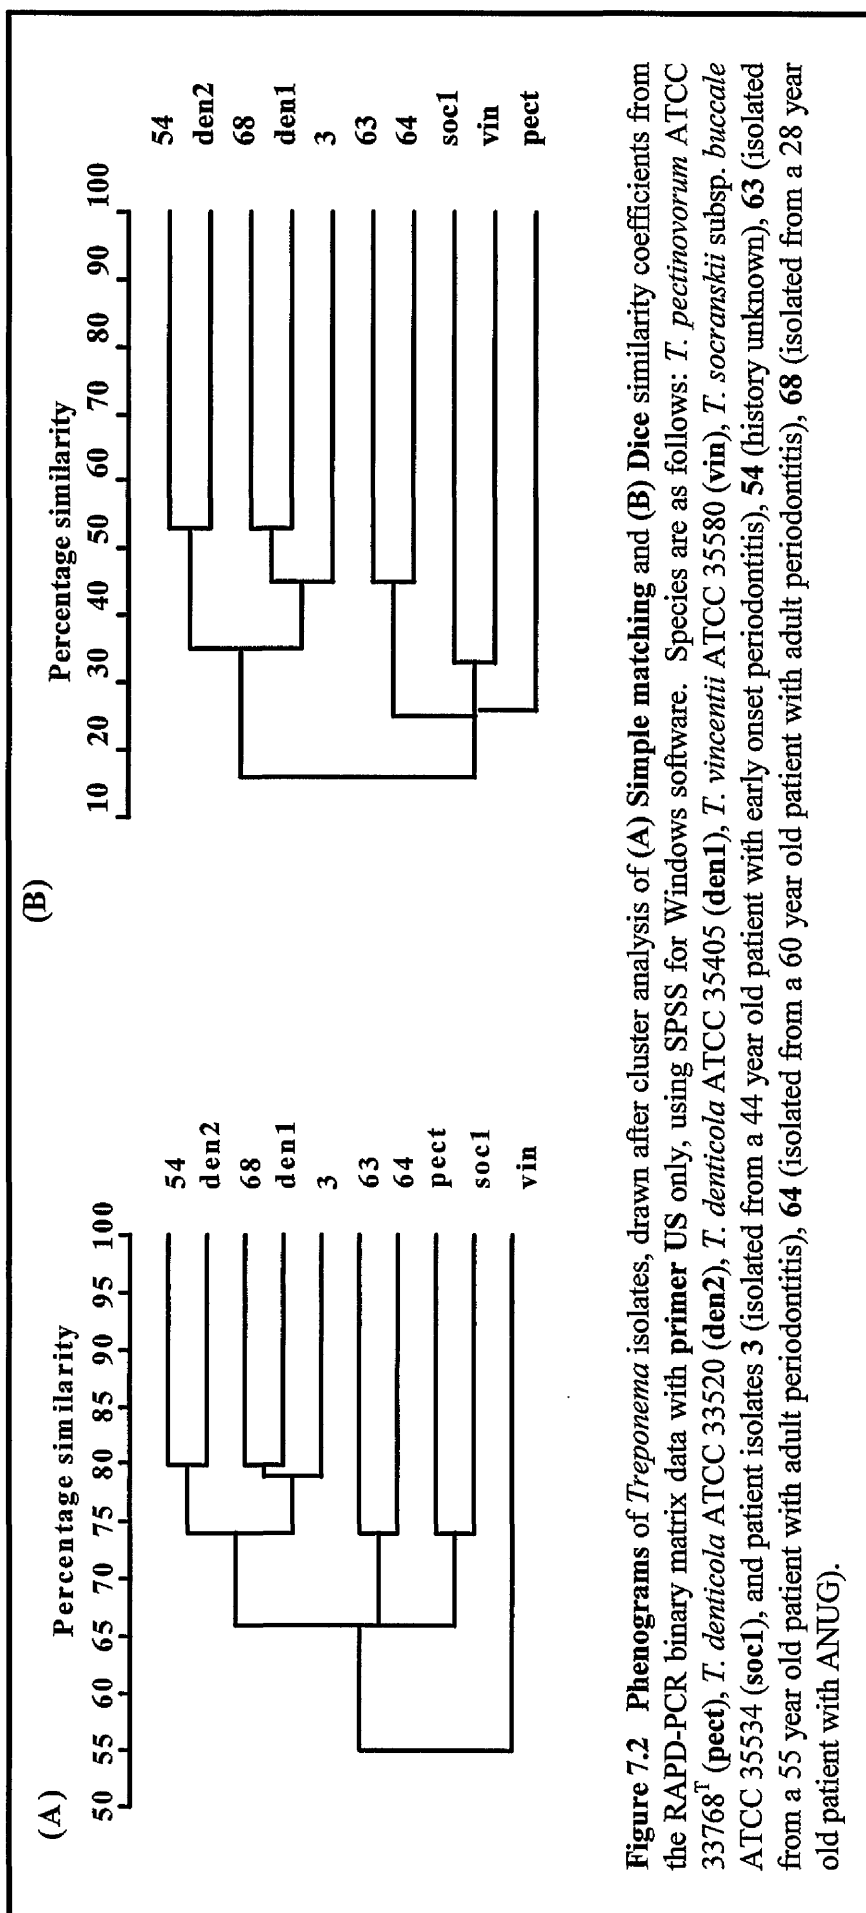 (A)
Percentage similarity
50 55 60 65 70 75 80 85 90 95 100
54
den2
68
den1
3
63
64
pect
soc1
vin
(B)
Percentage similarity
10 20 30 40 50 60 70 80 90 100
54
den2
68
den1
3
63
64
soc1
vin
pect
Figure 7.2 Phenograms of Treponema isolates, drawn after cluster analysis of (A) Simple matching and (B) Dice similarity coefficients from
the RAPD-PCR binary matrix data with primer US only, using SPSS for Windows software. Species are as follows: T. pectinovorum ATCC
33768ᵀ (pect), T. denticola ATCC 33520 (den2), T. denticola ATCC 35405 (den1), T. vincentii ATCC 35580 (vin), T. socranskii subsp. buccale
ATCC 35534 (soc1), and patient isolates 3 (isolated from a 44 year old patient with early onset periodontitis), 54 (history unknown), 63 (isolated
from a 55 year old patient with adult periodontitis), 64 (isolated from a 60 year old patient with adult periodontitis), 68 (isolated from a 28 year
old patient with ANUG).